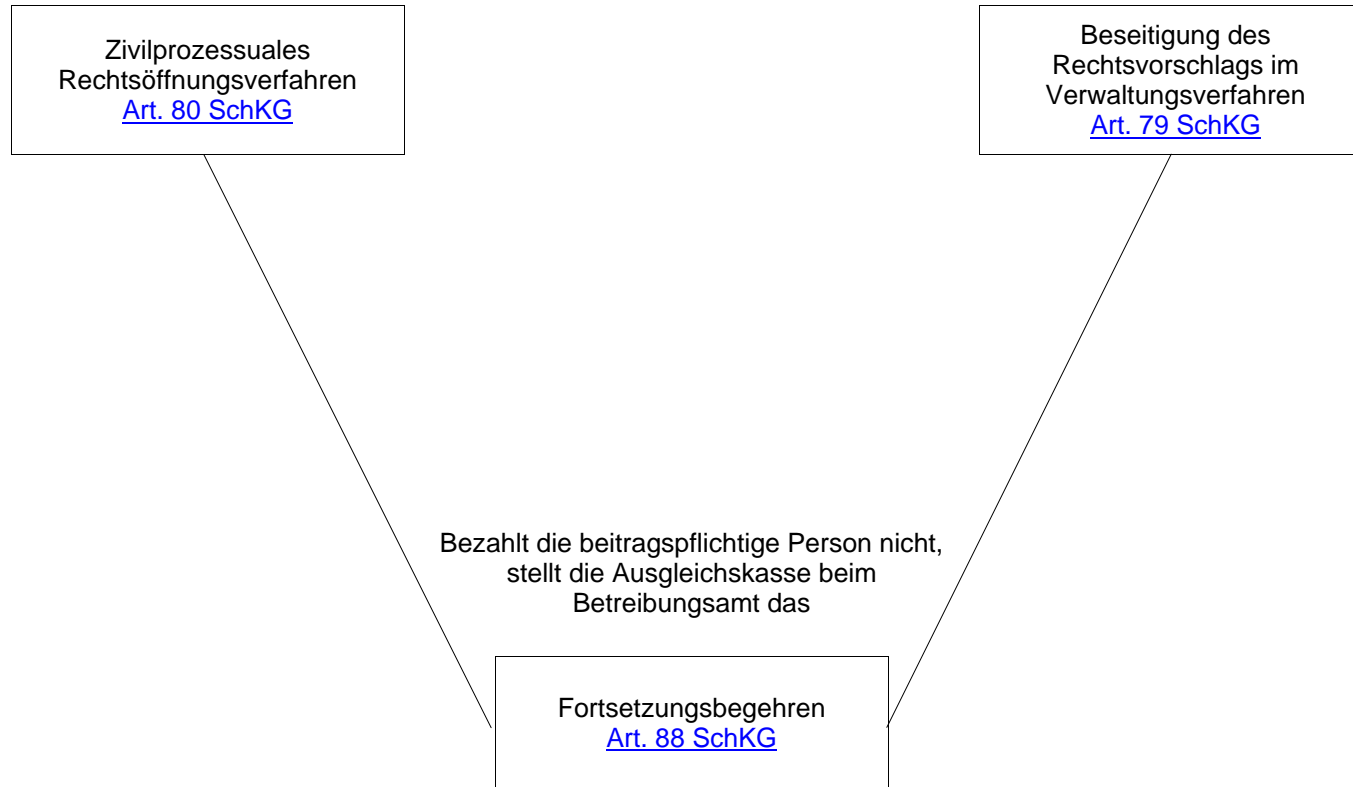 Zivilprozessuales
Rechtsöffnungsverfahren
Art. 80 SchKG
Beseitigung des
Rechtsvorschlags im
Verwaltungsverfahren
Art. 79 SchKG
Bezahlt die beitragspflichtige Person nicht,
stellt die Ausgleichskasse beim
Betreibungsamt das
Fortsetzungsbegehren
Art. 88 SchKG